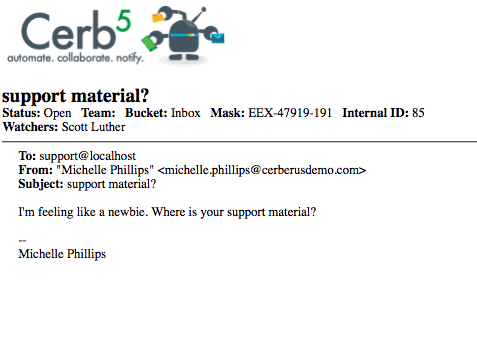 Cerb5
automate. collaborate. notify.
support material?
Status: Open Team: Bucket: Inbox Mask: EEX-47919-191 Internal ID: 85
Watchers: Scott Luther
To: support@localhost
From: "Michelle Phillips" <michelle.phillips@cerberusdemo.com>
Subject: support material?
I'm feeling like a newbie. Where is your support material?
--
Michelle Phillips